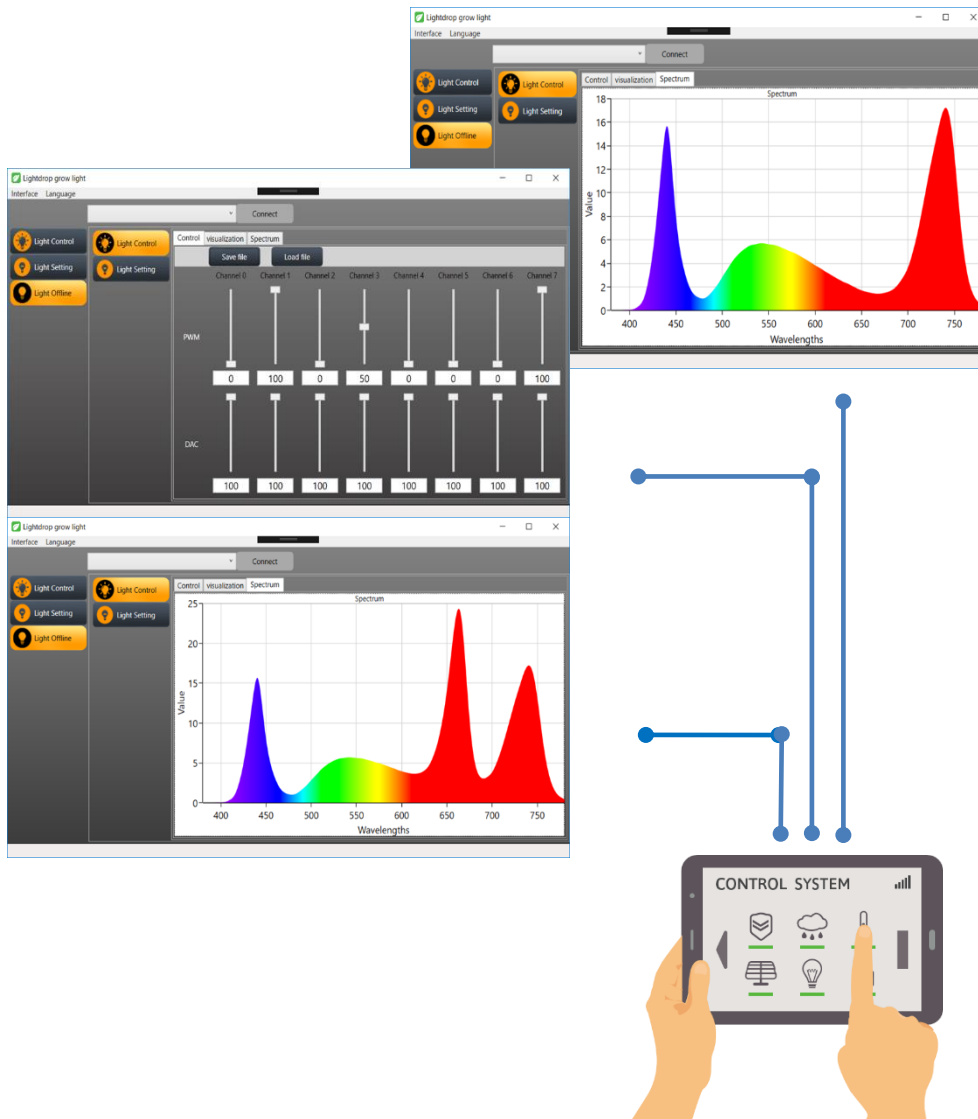 Lightdrop grow light
Interface Language
Connect
Light Control
Light Setting
Light Offline
Light Control
Light Setting
Control visualization Spectrum
Spectrum
18
16
14
12
10
8
6
4
2
0
Value
400 450 500 550 600 650 700 750
Wavelengths
Lightdrop grow light
Interface Language
Connect
Light Control
Light Setting
Light Offline
Light Control
Light Setting
Control visualization Spectrum
Save file Load file
Channel 0 Channel 1 Channel 2 Channel 3 Channel 4 Channel 5 Channel 6 Channel 7
PWM
0 100 0 50 0 0 0 100
DAC
100 100 100 100 100 100 100 100
Lightdrop grow light
Interface Language
Connect
Light Control
Light Setting
Light Offline
Light Control
Light Setting
Control visualization Spectrum
Spectrum
25
20
15
10
5
0
Value
400 450 500 550 600 650 700 750
Wavelengths
CONTROL SYSTEM